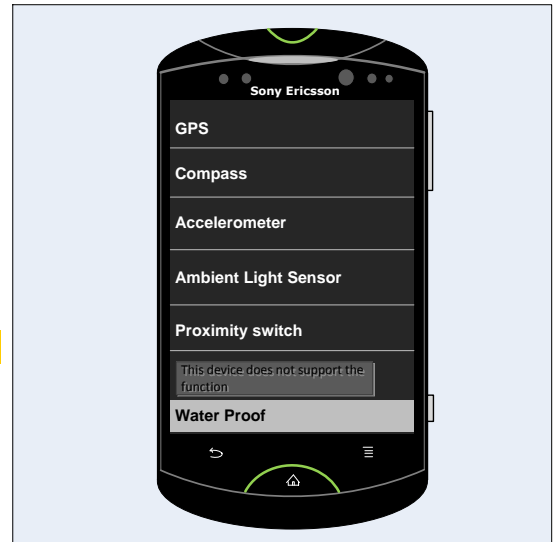 Sony Ericsson
GPS
Compass
Accelerometer
Ambient Light Sensor
Proximity switch
This device does not support the
function
Water Proof